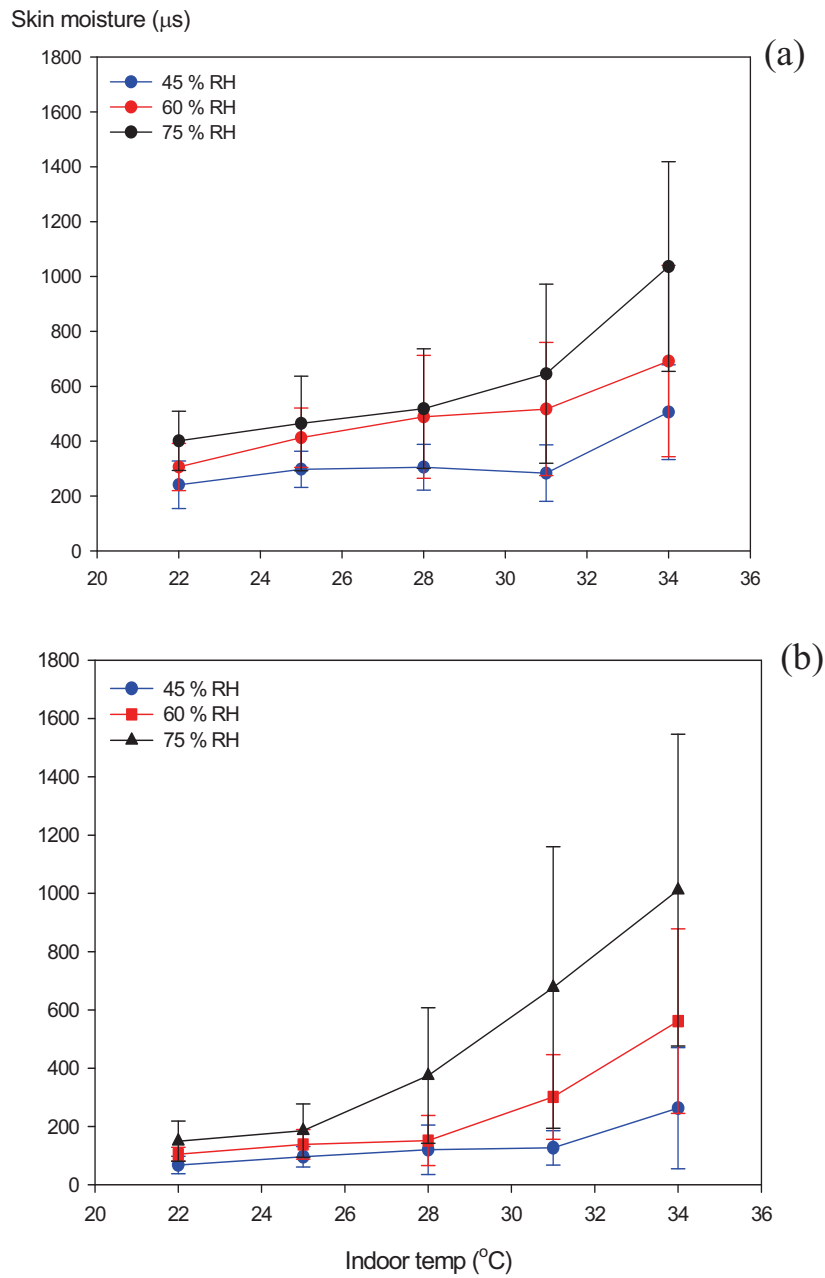 Skin moisture (μs)
(a)
1800
1600
1400
1200
1000
800
600
400
200
0
45 % RH
60 % RH
75 % RH
20 22 24 26 28 30 32 34 36
(b)
1800
1600
1400
1200
1000
800
600
400
200
0
45 % RH
60 % RH
75 % RH
20 22 24 26 28 30 32 34 36
Indoor temp (°C)